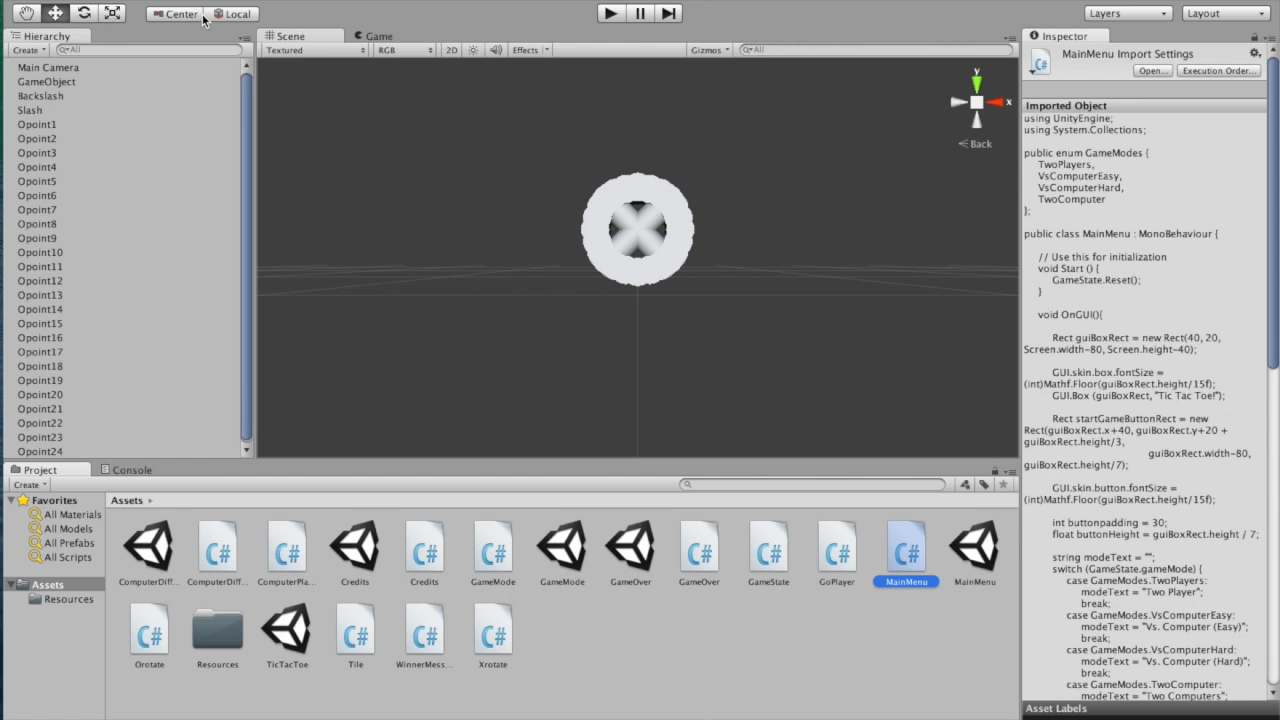 Center Local
Layers Layout
Hierarchy
Create All
Main Camera
GameObject
Backslash
Slash
Opoint1
Opoint2
Opoint3
Opoint4
Opoint5
Opoint6
Opoint7
Opoint8
Opoint9
Opoint10
Opoint11
Opoint12
Opoint13
Opoint14
Opoint15
Opoint16
Opoint17
Opoint18
Opoint19
Opoint20
Opoint21
Opoint22
Opoint23
Opoint24
Scene Game
Textured RGB 2D Effects Gizmos All
y
x
Back
Inspector
MainMenu Import Settings
Open... Execution Order...
Imported Object
using UnityEngine;
using System.Collections;
public enum GameModes {
TwoPlayers,
VsComputerEasy,
VsComputerHard,
TwoComputer
};
public class MainMenu : MonoBehaviour {
// Use this for initialization
void Start () {
GameState.Reset();
}
void OnGUI(){
Rect guiBoxRect = new Rect(40, 20,
Screen.width-80, Screen.height-40);
GUI.skin.box.fontSize =
(int)Mathf.Floor(guiBoxRect.height/15f);
GUI.Box (guiBoxRect, "Tic Tac Toe!");
Rect startGameButtonRect = new
Rect(guiBoxRect.x+40, guiBoxRect.y+20 +
guiBoxRect.height/3,
guiBoxRect.width-80,
guiBoxRect.height/7);
GUI.skin.button.fontSize =
(int)Mathf.Floor(guiBoxRect.height/15f);
int buttonpadding = 30;
float buttonHeight = guiBoxRect.height / 7;
string modeText = "";
switch (GameState.gameMode) {
case GameModes.TwoPlayers:
modeText = "Two Player";
break;
case GameModes.VsComputerEasy:
modeText = "Vs. Computer (Easy)";
break;
case GameModes.VsComputerHard:
modeText = "Vs. Computer (Hard)";
break;
case GameModes.TwoComputer:
modeText = "Two Computers";
Asset Labels
Project Console
Create
Favorites
All Materials
All Models
All Prefabs
All Scripts
Assets
Resources
Assets
C# C# C# C# C# C# C# C#
ComputerDiff... ComputerDiff... ComputerPla... Credits Credits GameMode GameMode GameOver GameOver GameState GoPlayer MainMenu MainMenu
C# C# C# C#
Orotate Resources TicTacToe Tile WinnerMess... Xrotate